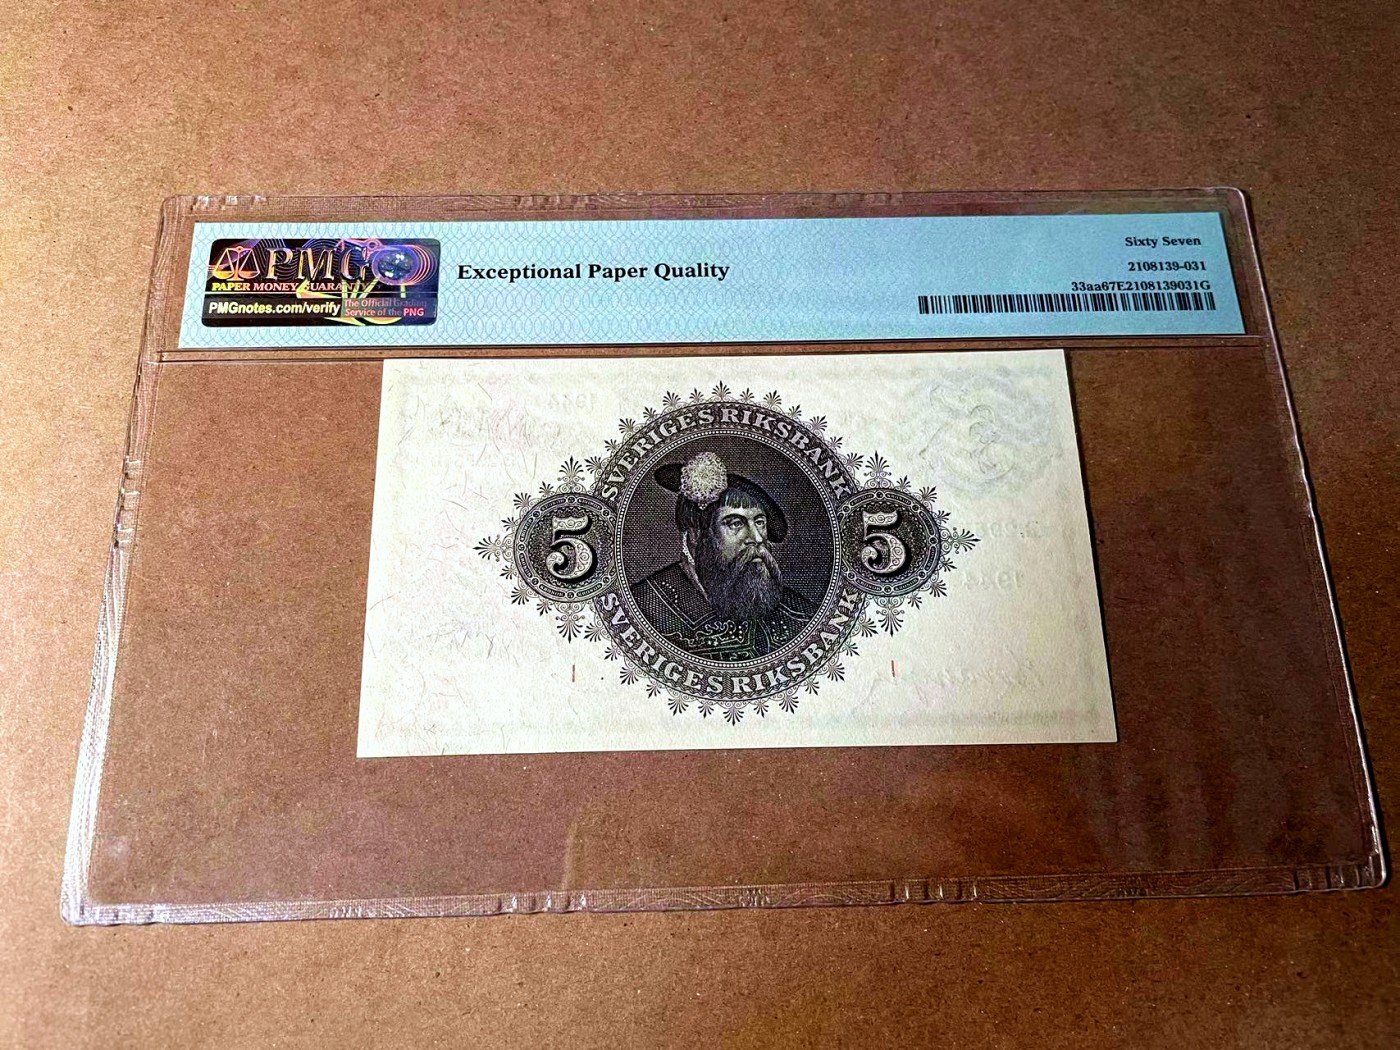 PMG
PAPER MONEY GUARANTY
PMGnotes.com/verify
The Official Grading
Service of the PNG
Exceptional Paper Quality
Sixty Seven
2108139-031
33aa67E2108139031G
SVERIGES RIKSBANK
5
5
SVERIGES RIKSBANK